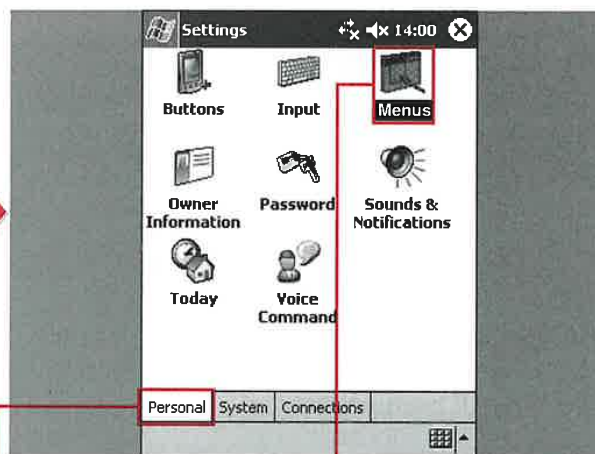 Settings 14:00
Buttons Input Menus
Owner Information Password Sounds & Notifications
Today Voice Command
Personal System Connections